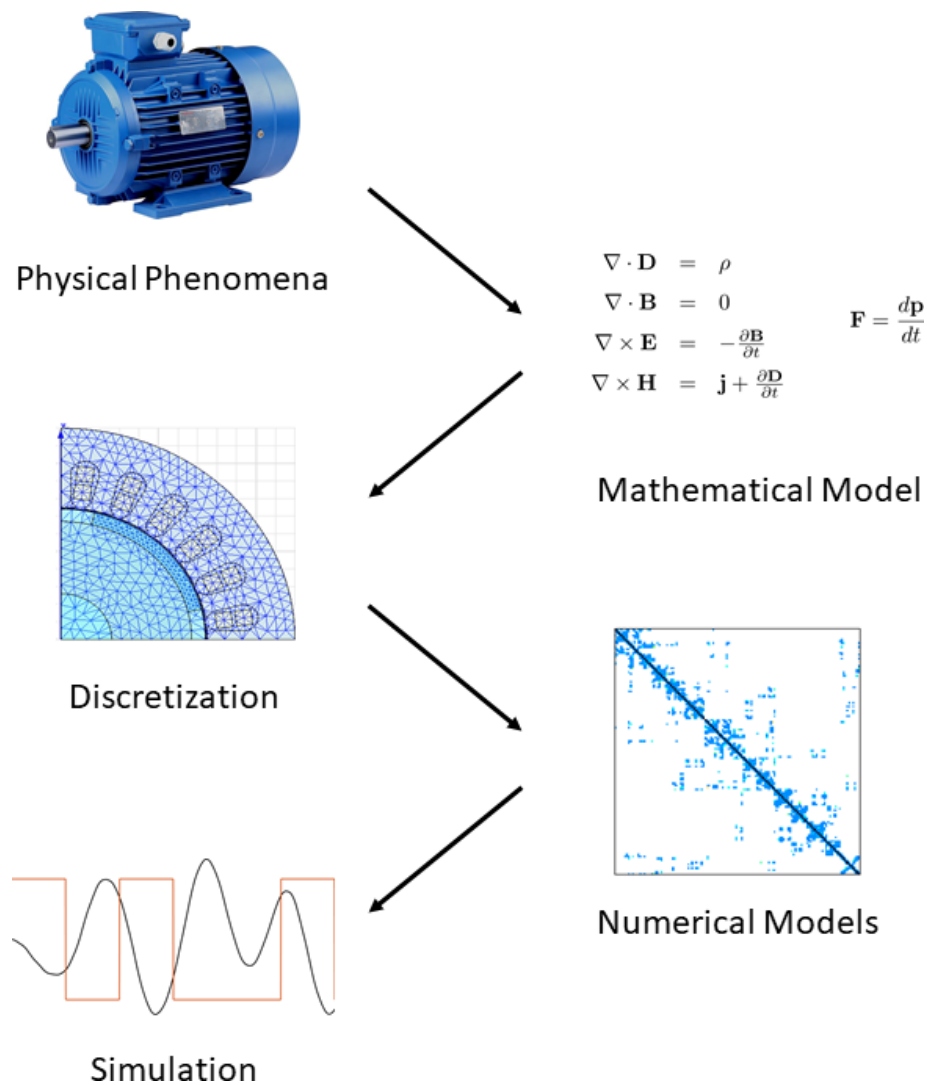 Physical Phenomena
∇ · D = ρ
∇ · B = 0
∇ × E = −∂B/∂t
∇ × H = j + ∂D/∂t
F = dp/dt
Mathematical Model
Discretization
Numerical Models
Simulation